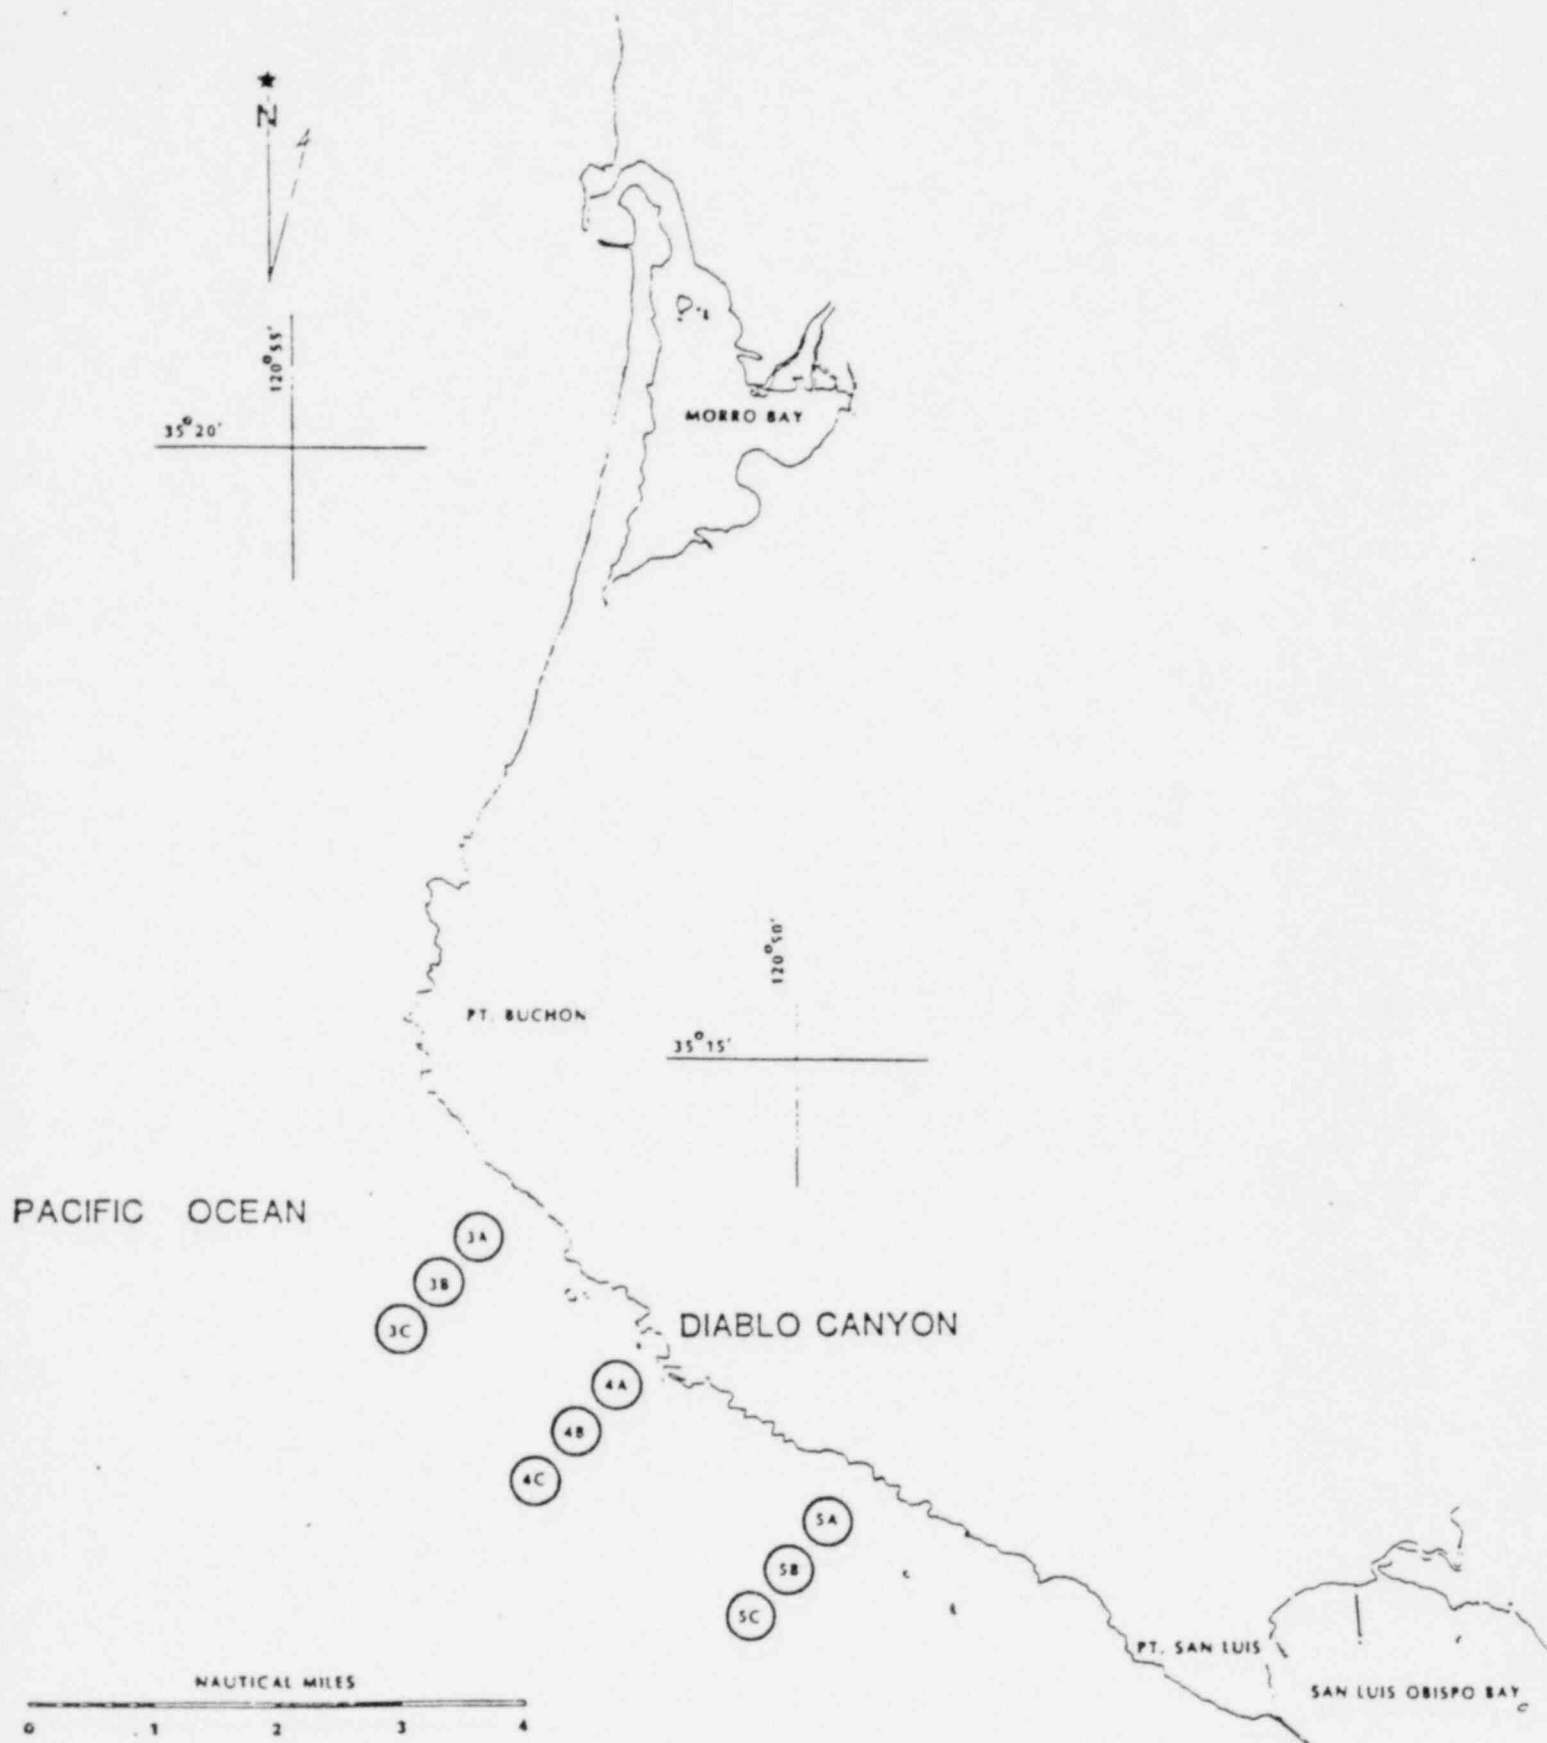 N
120°55'
35°20'
MORRO BAY
120°50'
PT. BUCHON
35°15'
PACIFIC OCEAN
3A
3B
3C
DIABLO CANYON
4A
4B
4C
5A
5B
5C
PT. SAN LUIS
NAUTICAL MILES
SAN LUIS OBISPO BAY
0 1 2 3 4